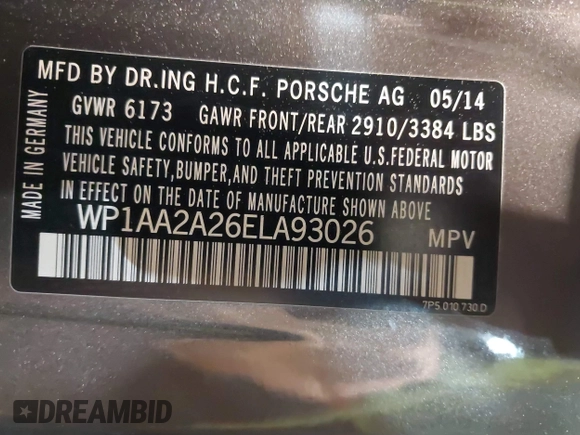 MFD BY DR.ING H.C.F. PORSCHE AG 05/14
GVWR 6173 GAWR FRONT/REAR 2910/3384 LBS
THIS VEHICLE CONFORMS TO ALL APPLICABLE U.S.FEDERAL MOTOR
VEHICLE SAFETY,BUMPER,AND THEFT PREVENTION STANDARDS
IN EFFECT ON THE DATE OF MANUFACTURE SHOWN ABOVE
WP1AA2A26ELA93026 MPV
MADE IN GERMANY
7P5.010.730.D
DREAMBID